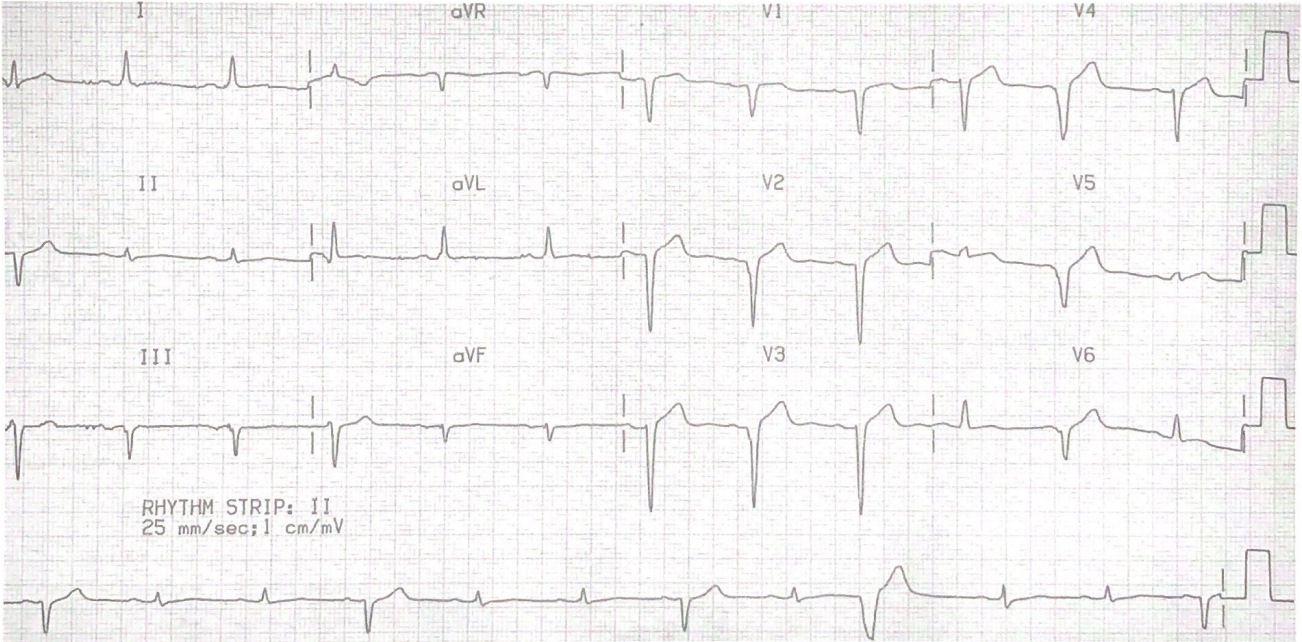 I aVR V1 V4
II aVL V2 V5
III aVF V3 V6
RHYTHM STRIP: II
25 mm/sec;1 cm/mV